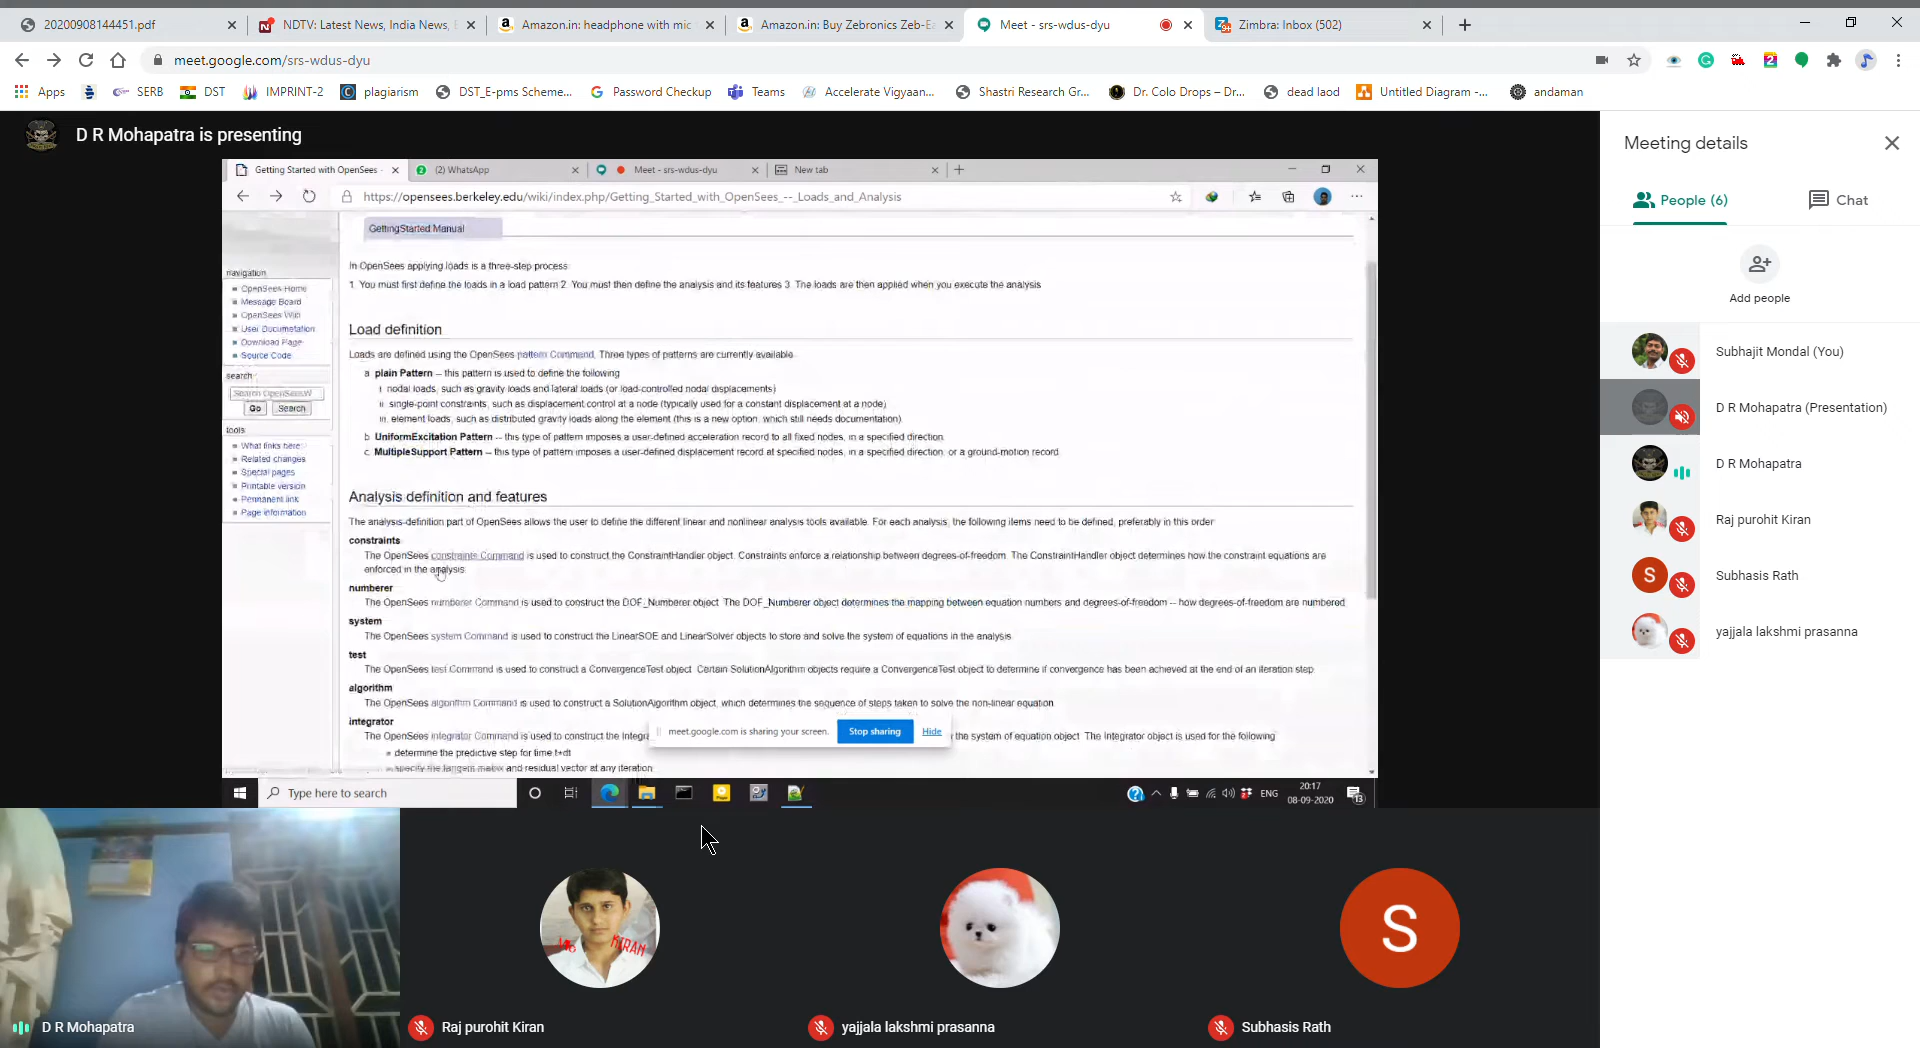 20200908144451.pdf
NDTV: Latest News, India News,
Amazon.in: headphone with mic
Amazon.in: Buy Zebronics Zeb-Ea
Meet - srs-wdus-dyu
Zimbra: Inbox (502)
meet.google.com/srs-wdus-dyu
Apps
SERB
DST
IMPRINT-2
plagiarism
DST_E-pms Scheme...
Password Checkup
Teams
Accelerate Vigyaan...
Shastri Research Gr...
Dr. Colo Drops – Dr...
dead laod
Untitled Diagram -...
andaman
D R Mohapatra is presenting
Getting Started with OpenSees -
(2) WhatsApp
Meet - srs-wdus-dyu
New tab
https://opensees.berkeley.edu/wiki/index.php/Getting_Started_with_OpenSees_--_Loads_and_Analysis
GettingStarted Manual
In OpenSees applying loads is a three-step process
1. You must first define the loads in a load pattern 2. You must then define the analysis and its features 3. The loads are then applied when you execute the analysis
navigation
OpenSees Home
Message Board
OpenSees Wiki
User Documentation
Download Page
Source Code
search
Search OpenSeesW
Go
Search
tools
What links here
Related changes
Special pages
Printable version
Permanent link
Page information
Load definition
Loads are defined using the OpenSees pattern Command. Three types of patterns are currently available
a. plain Pattern -- this pattern is used to define the following
i. nodal loads, such as gravity loads and lateral loads (or load-controlled nodal displacements)
ii. single-point constraints, such as displacement control at a node (typically used for a constant displacement at a node)
iii. element loads, such as distributed gravity loads along the element (this is a new option, which still needs documentation).
b. UniformExcitation Pattern -- this type of pattern imposes a user-defined acceleration record to all fixed nodes, in a specified direction
c. MultipleSupport Pattern -- this type of pattern imposes a user-defined displacement record at specified nodes, in a specified direction, or a ground-motion record
Analysis definition and features
The analysis-definition part of OpenSees allows the user to define the different linear and nonlinear analysis tools available. For each analysis, the following items need to be defined, preferably in this order
constraints
The OpenSees constraints Command is used to construct the ConstraintHandler object. Constraints enforce a relationship between degrees-of-freedom. The ConstraintHandler object determines how the constraint equations are
enforced in the analysis
numberer
The OpenSees numberer Command is used to construct the DOF_Numberer object. The DOF_Numberer object determines the mapping between equation numbers and degrees-of-freedom -- how degrees-of-freedom are numbered
system
The OpenSees system Command is used to construct the LinearSOE and LinearSolver objects to store and solve the system of equations in the analysis
test
The OpenSees test Command is used to construct a ConvergenceTest object. Certain SolutionAlgorithm objects require a ConvergenceTest object to determine if convergence has been achieved at the end of an iteration step
algorithm
The OpenSees algorithm Command is used to construct a SolutionAlgorithm object, which determines the sequence of steps taken to solve the non-linear equation
integrator
The OpenSees integrator Command is used to construct the Integra
the system of equation object. The Integrator object is used for the following
determine the predictive step for time t+dt
specify the tangent matrix and residual vector at any iteration
meet.google.com is sharing your screen.
Stop sharing
Hide
Type here to search
ENG
20:17
08-09-2020
13
Meeting details
People (6)
Chat
Add people
Subhajit Mondal (You)
D R Mohapatra (Presentation)
D R Mohapatra
Raj purohit Kiran
S
Subhasis Rath
yajjala lakshmi prasanna
KIRAN
S
D R Mohapatra
Raj purohit Kiran
yajjala lakshmi prasanna
Subhasis Rath